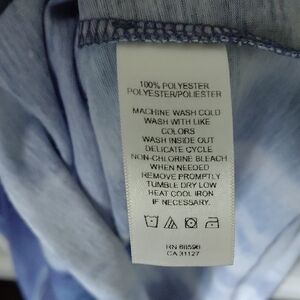 100% POLYESTER
POLYESTER/POLIESTER
MACHINE WASH COLD
WASH WITH LIKE
COLORS
WASH INSIDE OUT
DELICATE CYCLE
NON-CHLORINE BLEACH
WHEN NEEDED
REMOVE PROMPTLY
TUMBLE DRY LOW
HEAT COOL IRON
IF NECESSARY.
RN 68596
CA 31127